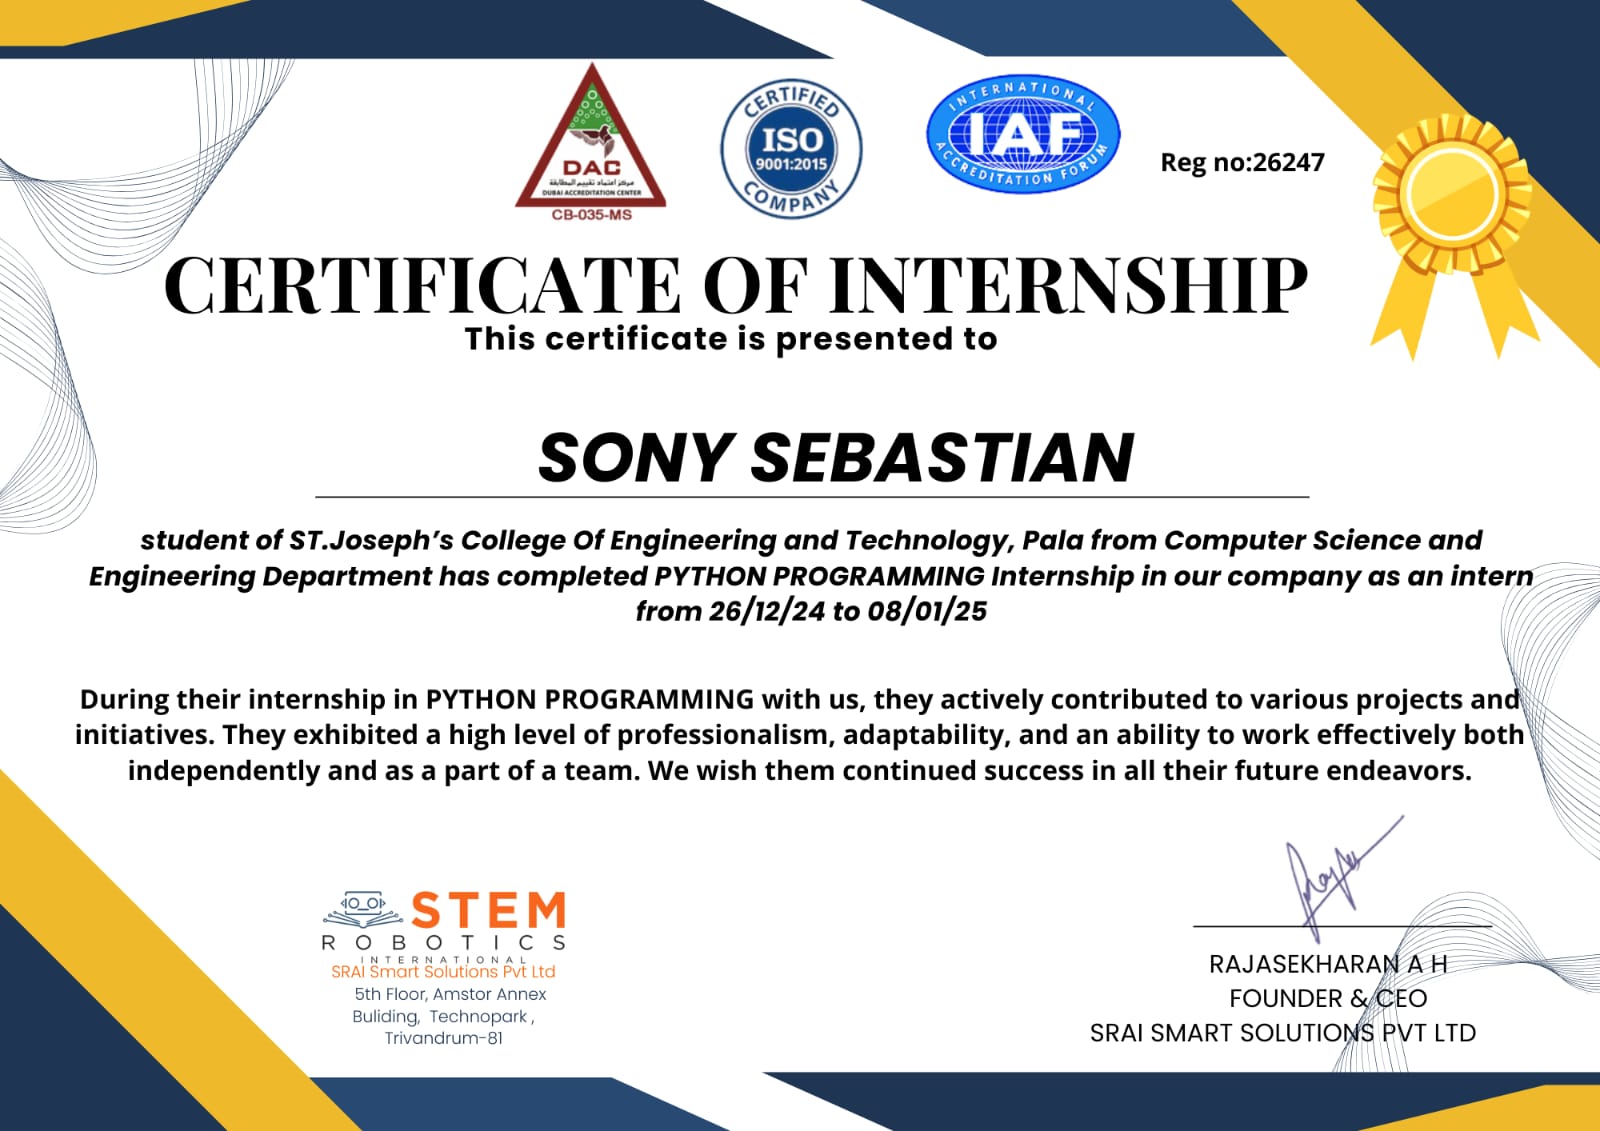 DAC
مركز اعتماد تقييم المطابقة
DUBAI ACCREDITATION CENTER
CB-035-MS
CERTIFIED
ISO
9001:2015
COMPANY
INTERNATIONAL
IAF
ACCREDITATION FORUM
Reg no:26247
CERTIFICATE OF INTERNSHIP
This certificate is presented to
SONY SEBASTIAN
student of ST.Joseph’s College Of Engineering and Technology, Pala from Computer Science and
Engineering Department has completed PYTHON PROGRAMMING Internship in our company as an intern
from 26/12/24 to 08/01/25
During their internship in PYTHON PROGRAMMING with us, they actively contributed to various projects and
initiatives. They exhibited a high level of professionalism, adaptability, and an ability to work effectively both
independently and as a part of a team. We wish them continued success in all their future endeavors.
STEM
ROBOTICS
INTERNATIONAL
SRAI Smart Solutions Pvt Ltd
5th Floor, Amstor Annex
Buliding, Technopark ,
Trivandrum-81
RAJASEKHARAN A H
FOUNDER & CEO
SRAI SMART SOLUTIONS PVT LTD